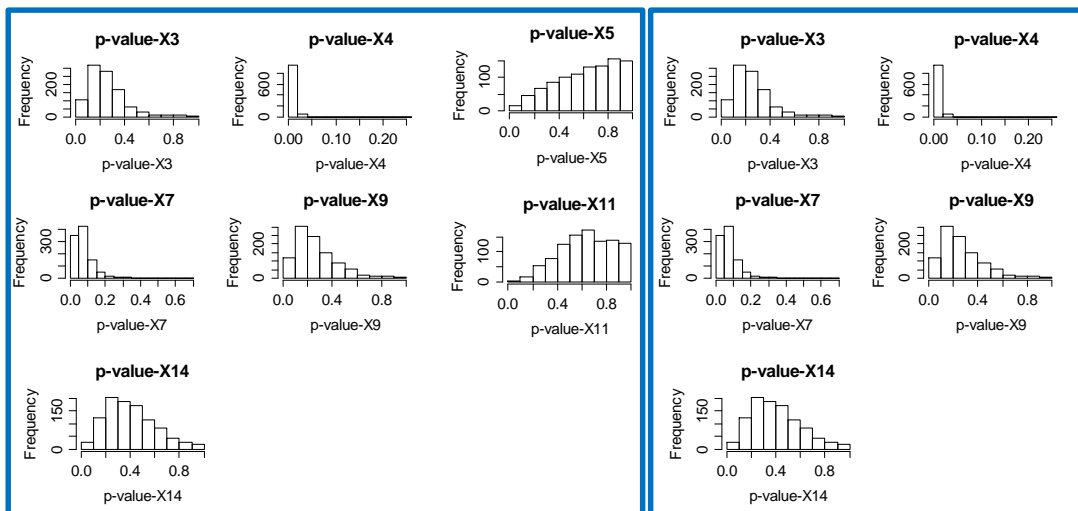 p-value-X3
Frequency
0 200
0.0 0.4 0.8
p-value-X3
p-value-X4
Frequency
0 600
0.00 0.10 0.20
p-value-X4
p-value-X5
Frequency
0 100
0.0 0.4 0.8
p-value-X5
p-value-X7
Frequency
0 300
0.0 0.2 0.4 0.6
p-value-X7
p-value-X9
Frequency
0 200
0.0 0.4 0.8
p-value-X9
p-value-X11
Frequency
0 100
0.0 0.4 0.8
p-value-X11
p-value-X14
Frequency
0 150
0.0 0.4 0.8
p-value-X14
p-value-X3
Frequency
0 200
0.0 0.4 0.8
p-value-X3
p-value-X4
Frequency
0 600
0.00 0.10 0.20
p-value-X4
p-value-X7
Frequency
0 300
0.0 0.2 0.4 0.6
p-value-X7
p-value-X9
Frequency
0 200
0.0 0.4 0.8
p-value-X9
p-value-X14
Frequency
0 150
0.0 0.4 0.8
p-value-X14